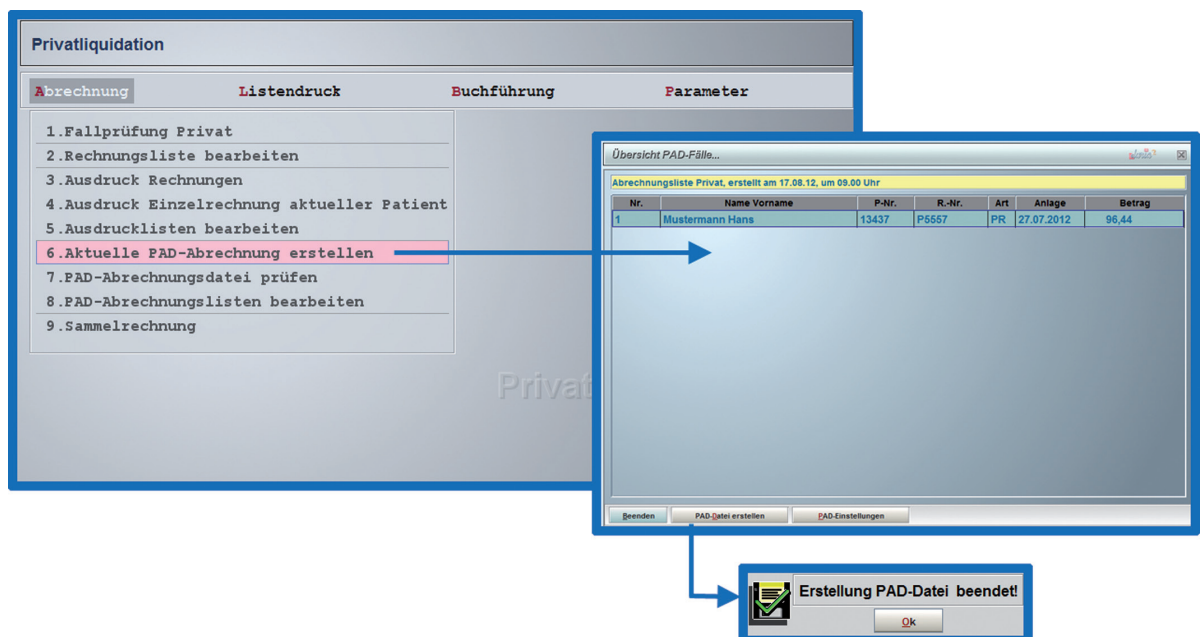 Privatliquidation
Abrechnung Listendruck Buchführung Parameter
1.Fallprüfung Privat
2.Rechnungsliste bearbeiten
3.Ausdruck Rechnungen
4.Ausdruck Einzelrechnung aktueller Patient
5.Ausdrucklisten bearbeiten
6.Aktuelle PAD-Abrechnung erstellen
7.PAD-Abrechnungsdatei prüfen
8.PAD-Abrechnungslisten bearbeiten
9.Sammelrechnung
Privat
Übersicht PAD-Fälle...
Abrechnungsliste Privat, erstellt am 17.08.12, um 09.00 Uhr
Nr. Name Vorname P-Nr. R.-Nr. Art Anlage Betrag
1 Mustermann Hans 13437 P5557 PR 27.07.2012 96,44
Beenden PAD-Datei erstellen PAD-Einstellungen
Erstellung PAD-Datei beendet!
Ok